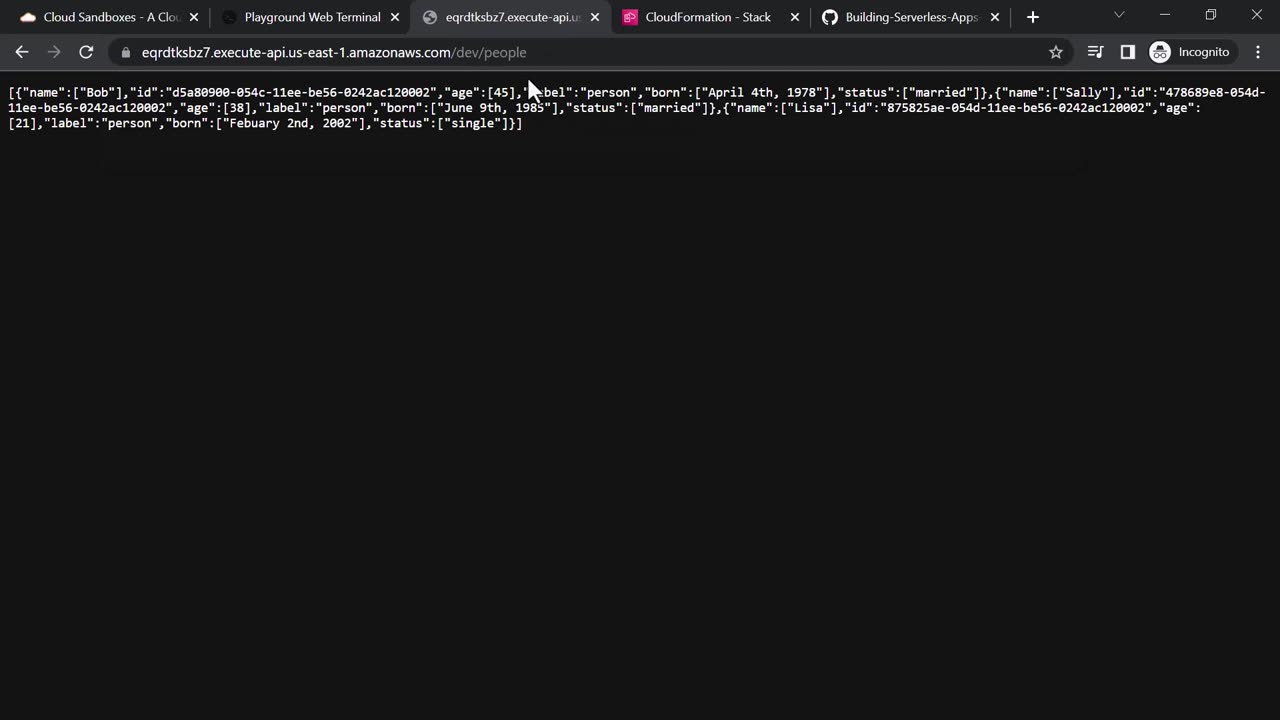 Cloud Sandboxes - A Clou
Playground Web Terminal
eqrdtksbz7.execute-api.us
CloudFormation - Stack
Building-Serverless-Apps-
eqrdtksbz7.execute-api.us-east-1.amazonaws.com/dev/people
Incognito
[{"name":["Bob"],"id":"d5a80900-054c-11ee-be56-0242ac120002","age":[45],"label":"person","born":["April 4th, 1978"],"status":["married"]},{"name":["Sally"],"id":"478689e8-054d-
11ee-be56-0242ac120002","age":[38],"label":"person","born":["June 9th, 1985"],"status":["married"]},{"name":["Lisa"],"id":"875825ae-054d-11ee-be56-0242ac120002","age":
[21],"label":"person","born":["Febuary 2nd, 2002"],"status":["single"]}]